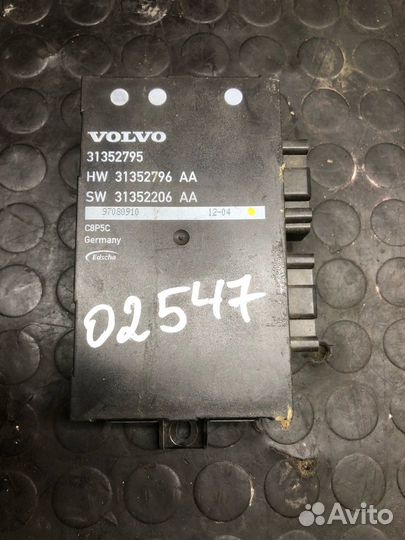 VOLVO
31352795
HW 31352796 AA
SW 31352206 AA
97080910 12-04
C8P5C
Germany
Edscha
02547
Avito